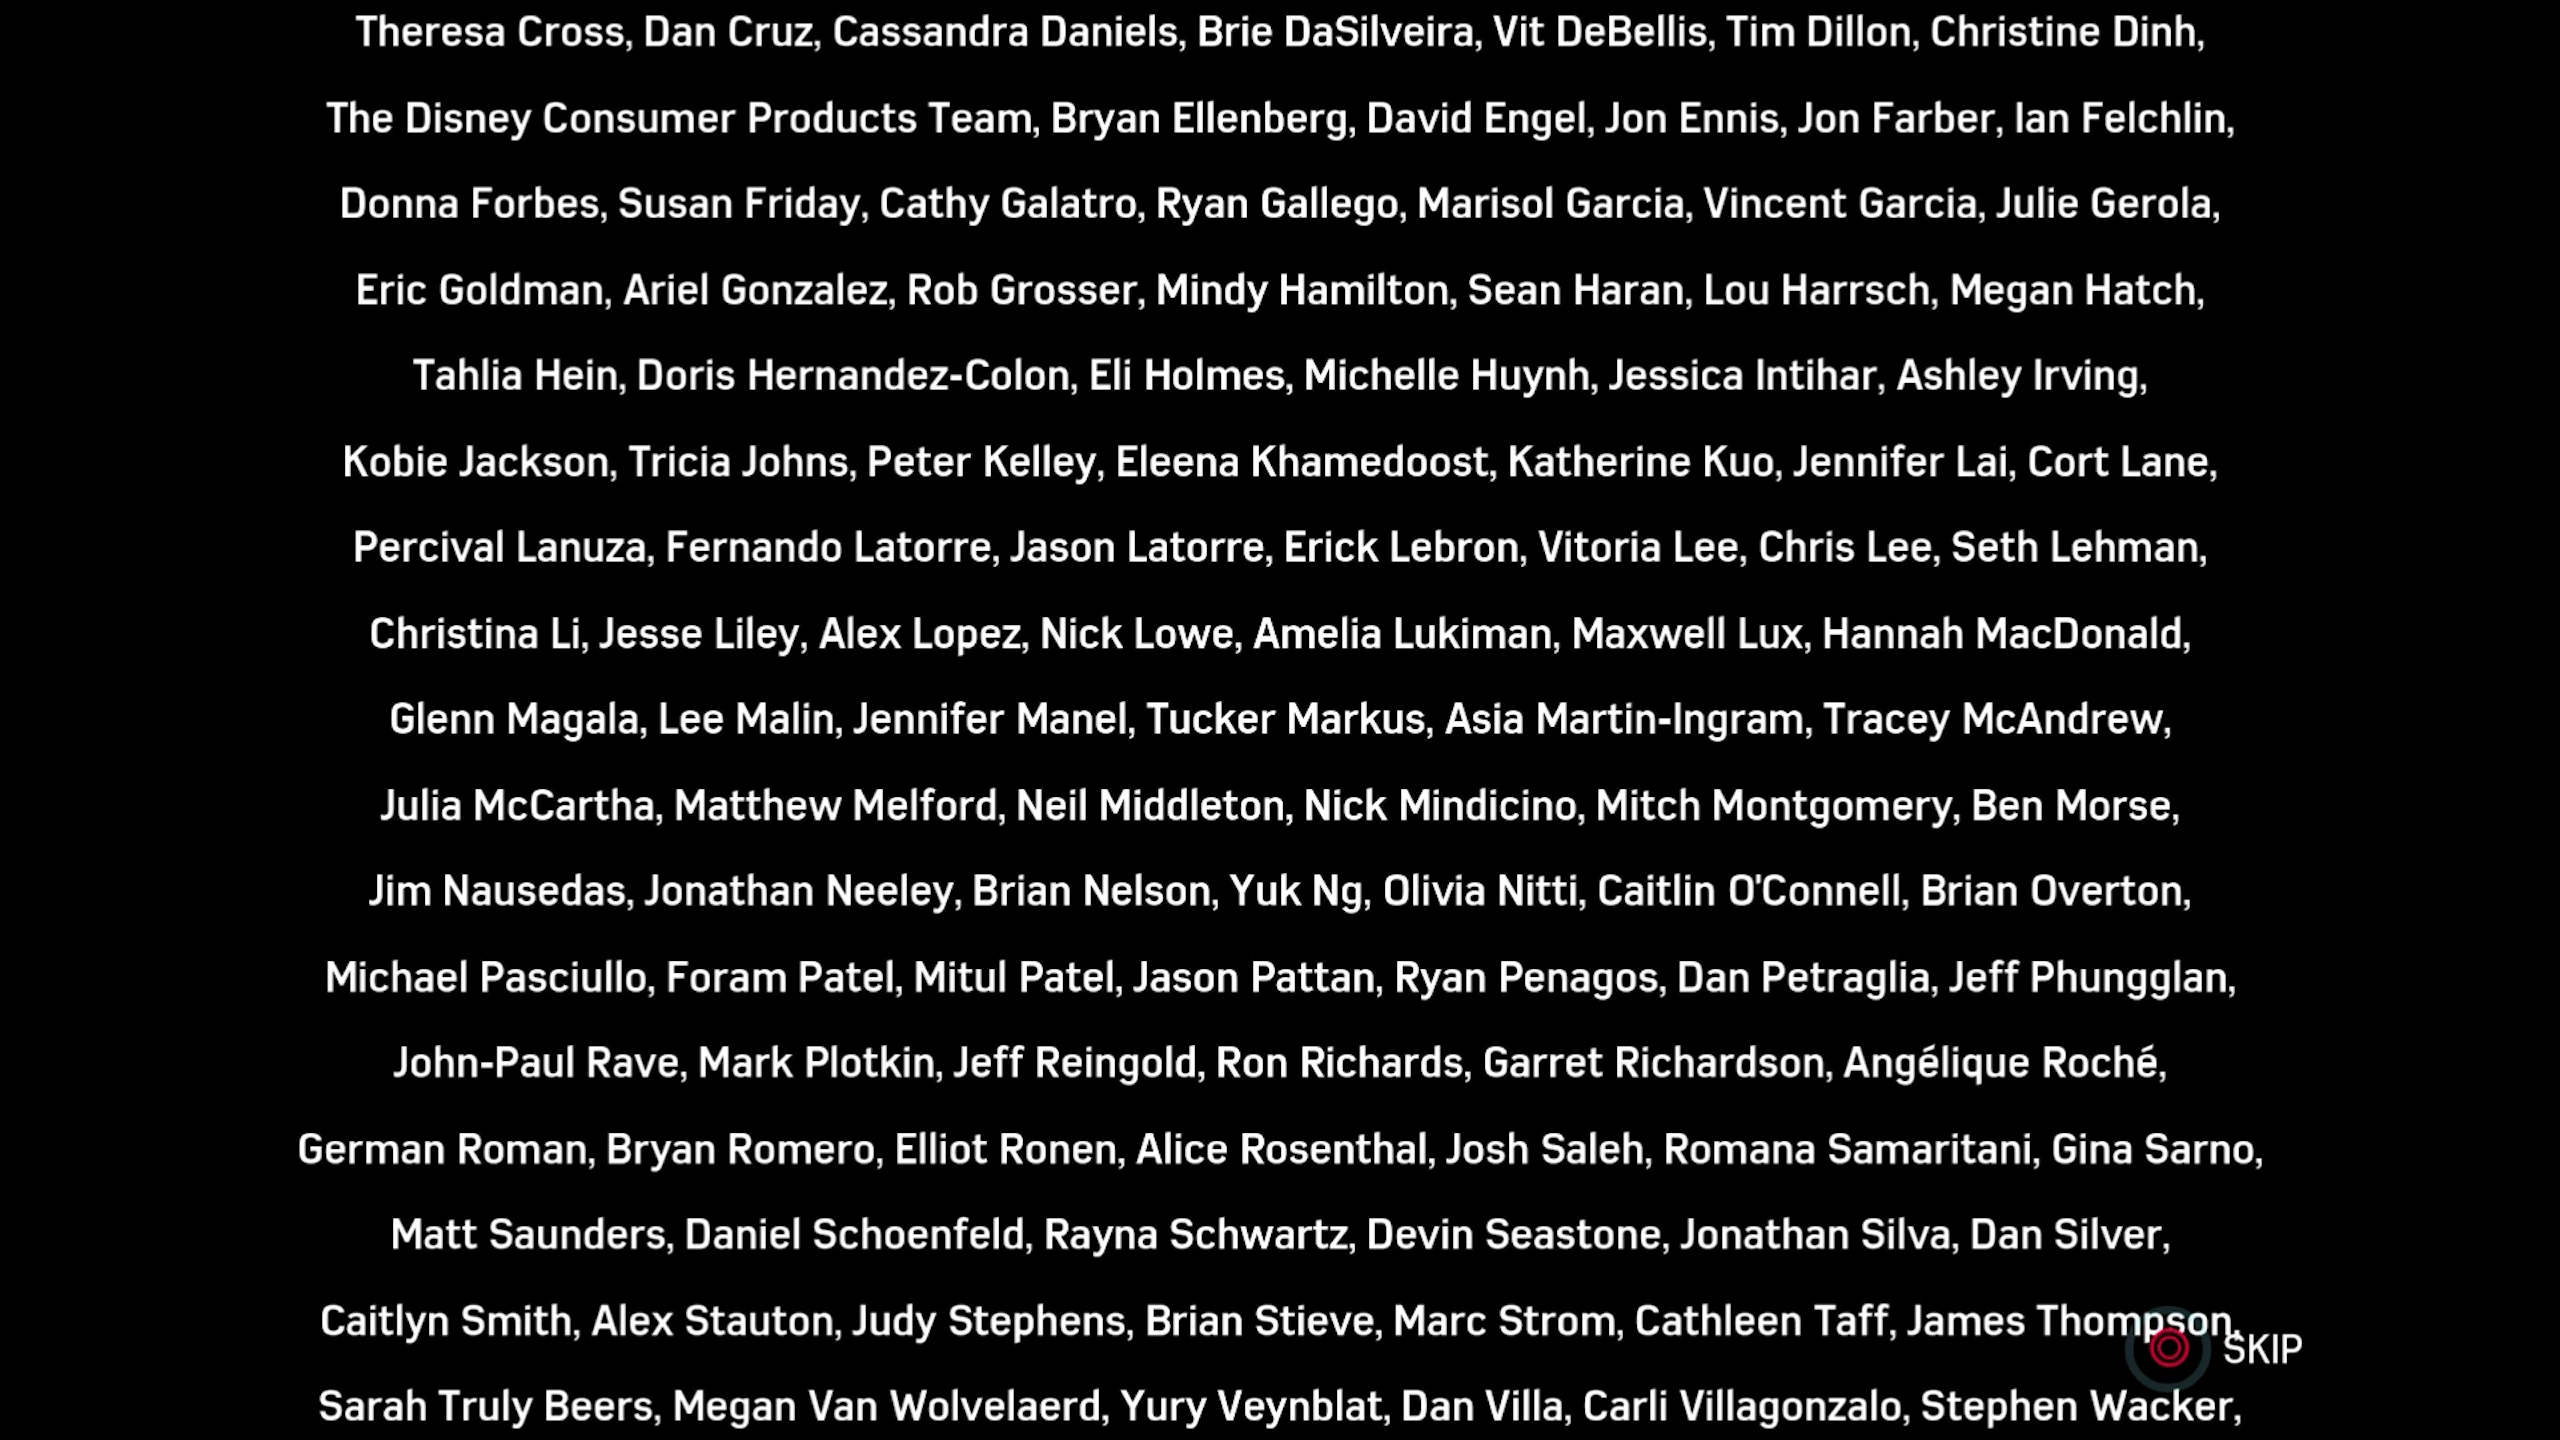 Theresa Cross, Dan Cruz, Cassandra Daniels, Brie DaSilveira, Vit DeBellis, Tim Dillon, Christine Dinh,
The Disney Consumer Products Team, Bryan Ellenberg, David Engel, Jon Ennis, Jon Farber, Ian Felchlin,
Donna Forbes, Susan Friday, Cathy Galatro, Ryan Gallego, Marisol Garcia, Vincent Garcia, Julie Gerola,
Eric Goldman, Ariel Gonzalez, Rob Grosser, Mindy Hamilton, Sean Haran, Lou Harrsch, Megan Hatch,
Tahlia Hein, Doris Hernandez-Colon, Eli Holmes, Michelle Huynh, Jessica Intihar, Ashley Irving,
Kobie Jackson, Tricia Johns, Peter Kelley, Eleena Khamedoost, Katherine Kuo, Jennifer Lai, Cort Lane,
Percival Lanuza, Fernando Latorre, Jason Latorre, Erick Lebron, Vitoria Lee, Chris Lee, Seth Lehman,
Christina Li, Jesse Liley, Alex Lopez, Nick Lowe, Amelia Lukiman, Maxwell Lux, Hannah MacDonald,
Glenn Magala, Lee Malin, Jennifer Manel, Tucker Markus, Asia Martin-Ingram, Tracey McAndrew,
Julia McCartha, Matthew Melford, Neil Middleton, Nick Mindicino, Mitch Montgomery, Ben Morse,
Jim Nausedas, Jonathan Neeley, Brian Nelson, Yuk Ng, Olivia Nitti, Caitlin O'Connell, Brian Overton,
Michael Pasciullo, Foram Patel, Mitul Patel, Jason Pattan, Ryan Penagos, Dan Petraglia, Jeff Phungglan,
John-Paul Rave, Mark Plotkin, Jeff Reingold, Ron Richards, Garret Richardson, Angélique Roché,
German Roman, Bryan Romero, Elliot Ronen, Alice Rosenthal, Josh Saleh, Romana Samaritani, Gina Sarno,
Matt Saunders, Daniel Schoenfeld, Rayna Schwartz, Devin Seastone, Jonathan Silva, Dan Silver,
Caitlyn Smith, Alex Stauton, Judy Stephens, Brian Stieve, Marc Strom, Cathleen Taff, James Thompson,
SKIP
Sarah Truly Beers, Megan Van Wolvelaerd, Yury Veynblat, Dan Villa, Carli Villagonzalo, Stephen Wacker,